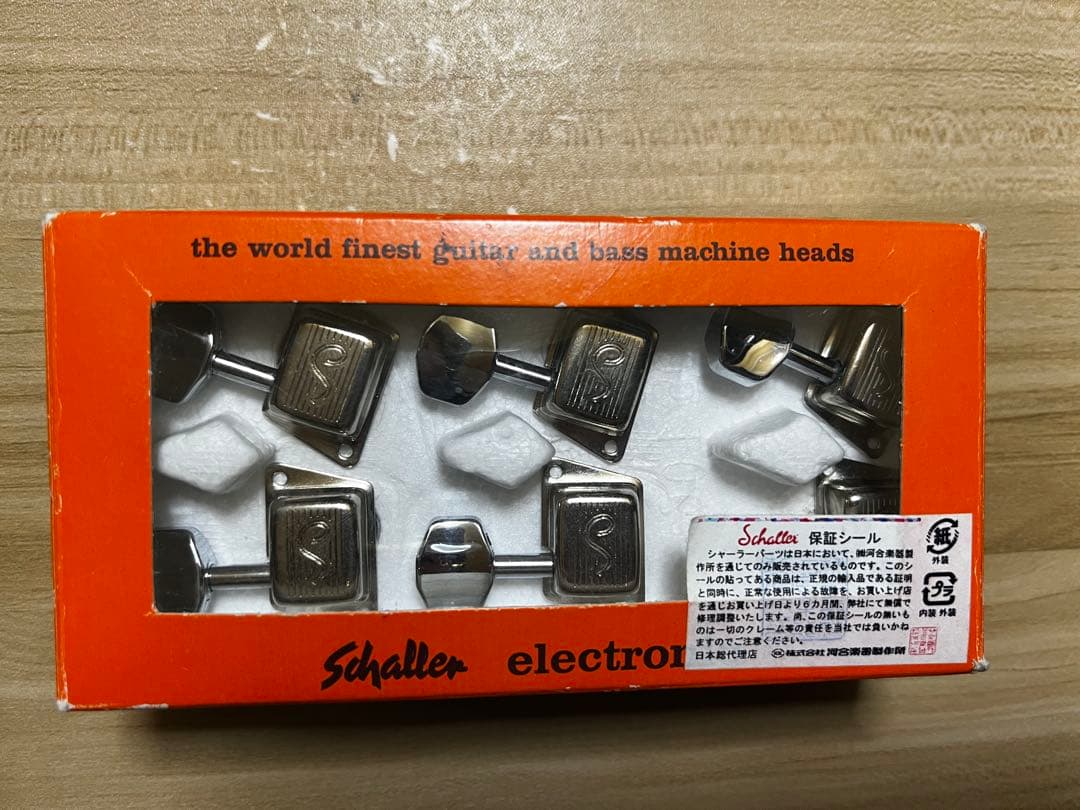 the world finest guitar and bass machine heads
Schaller 保証シール
シャーラーパーツは日本において、㈱河合楽器製
作所を通じてのみ販売されているものです。このシ
ールの貼ってある商品は、正規の輸入品である証明
と同時に、正常な使用による故障を、お買い上げ店
を通じお買い上げ日より6カ月間、弊社にて無償で
修理調整いたします。尚、この保証シールの無いも
のは一切のクレーム等の責任を当社では負いかね
ますのでご注意ください。
日本総代理店 株式会社 河合楽器製作所
紙
外装
プラ
内装 外装
Schaller electron